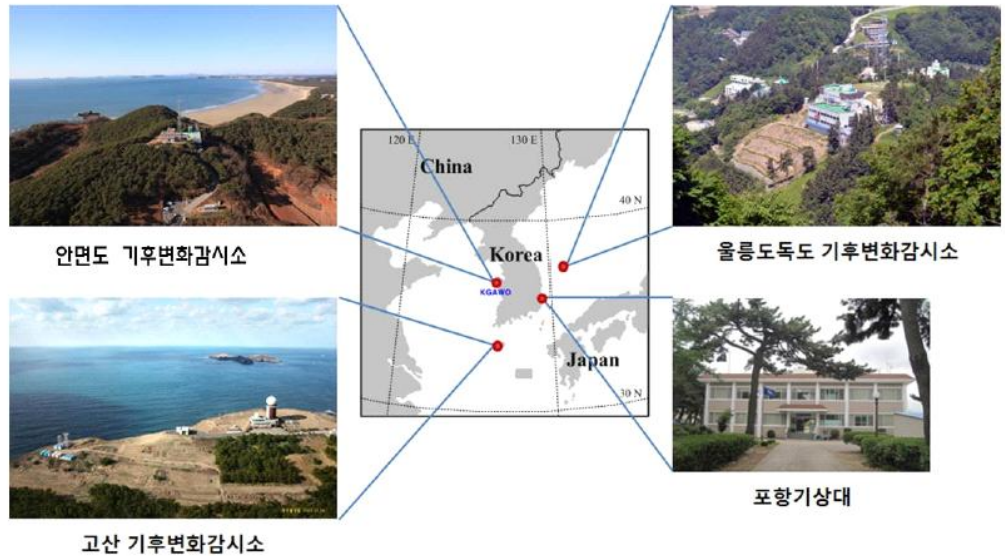 안면도 기후변화감시소
울릉도독도 기후변화감시소
120 E
130 E
China
40 N
Korea
KGAWO
Japan
30 N
고산 기후변화감시소
포항기상대